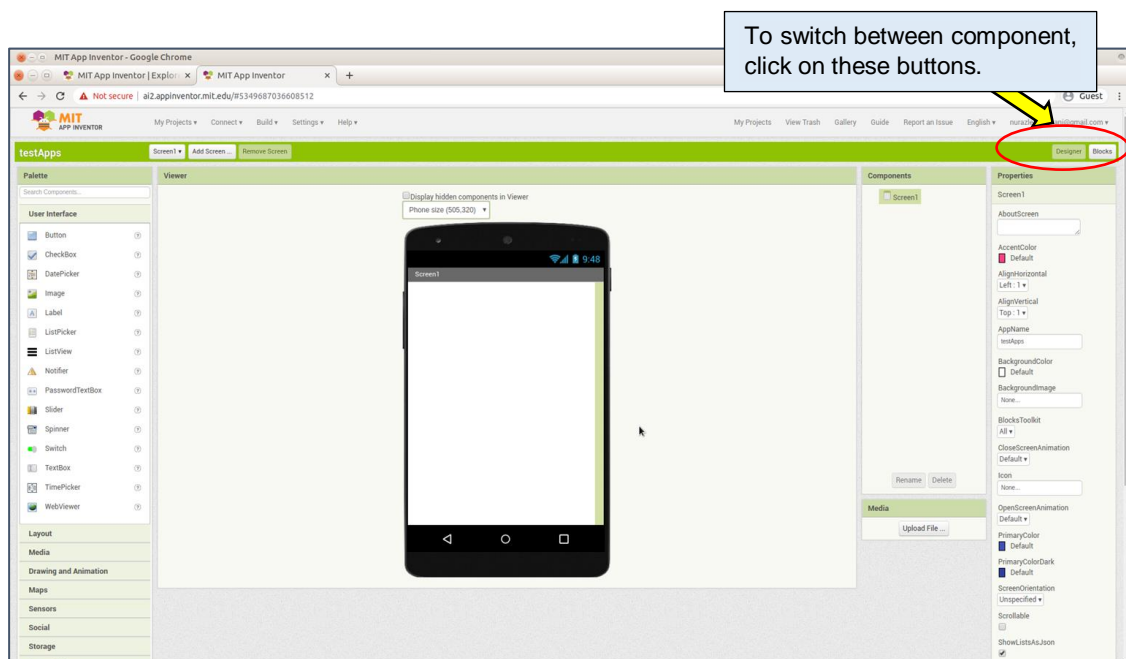 To switch between component,
click on these buttons.
MIT App Inventor - Google Chrome
MIT App Inventor | Explor
MIT App Inventor
Not secure | ai2.appinventor.mit.edu/#5349687036608512
Guest
MIT
APP INVENTOR
My Projects Connect Build Settings Help
My Projects View Trash Gallery Guide Report an Issue English @gmail.com
testApps Screen1 Add Screen ... Remove Screen Designer Blocks
Palette
Search Components...
User Interface
Button
CheckBox
DatePicker
Image
Label
ListPicker
ListView
Notifier
PasswordTextBox
Slider
Spinner
Switch
TextBox
TimePicker
WebViewer
Layout
Media
Drawing and Animation
Maps
Sensors
Social
Storage
Viewer
Display hidden components in Viewer
Phone size (505,320)
9:48
Screen1
Components
Screen1
Rename Delete
Media
Upload File ...
Properties
Screen1
AboutScreen
AccentColor
Default
AlignHorizontal
Left : 1
AlignVertical
Top : 1
AppName
testApps
BackgroundColor
Default
BackgroundImage
None...
BlocksToolkit
All
CloseScreenAnimation
Default
Icon
None...
OpenScreenAnimation
Default
PrimaryColor
Default
PrimaryColorDark
Default
ScreenOrientation
Unspecified
Scrollable
ShowListsAsJson